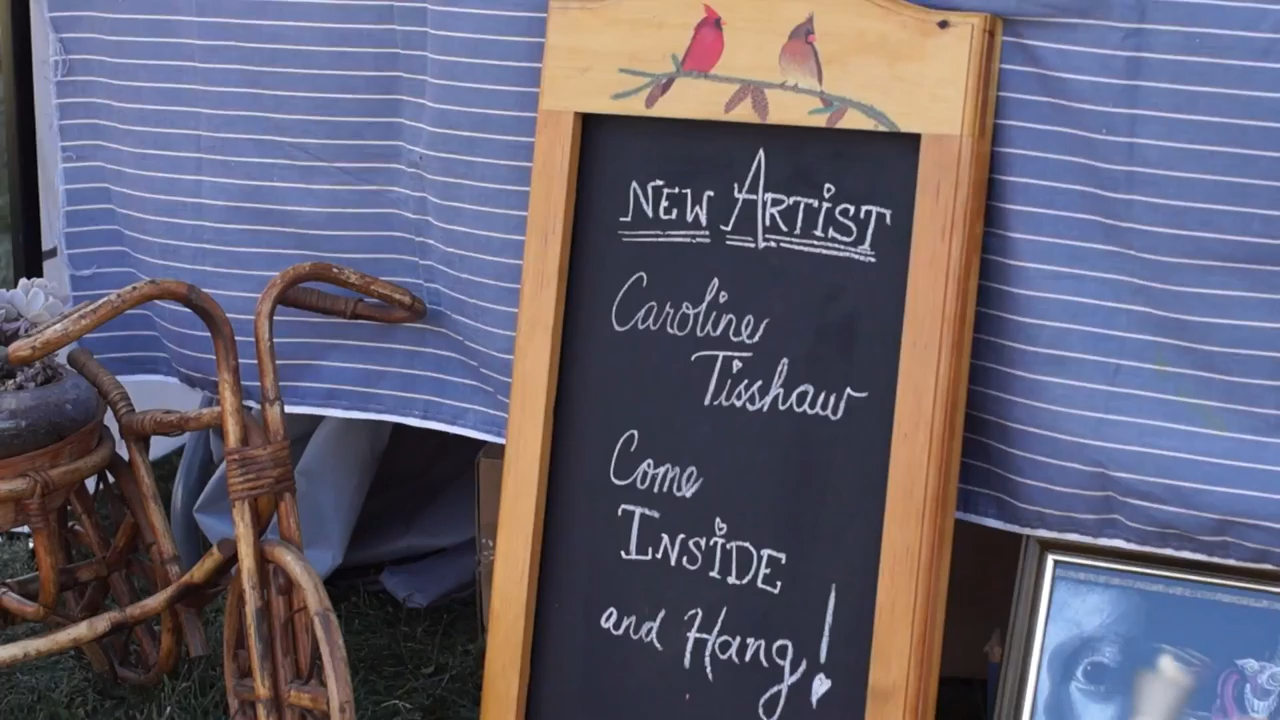 NEW ARTiST
Caroline
Tisshaw
Come
INSiDE
and Hang!